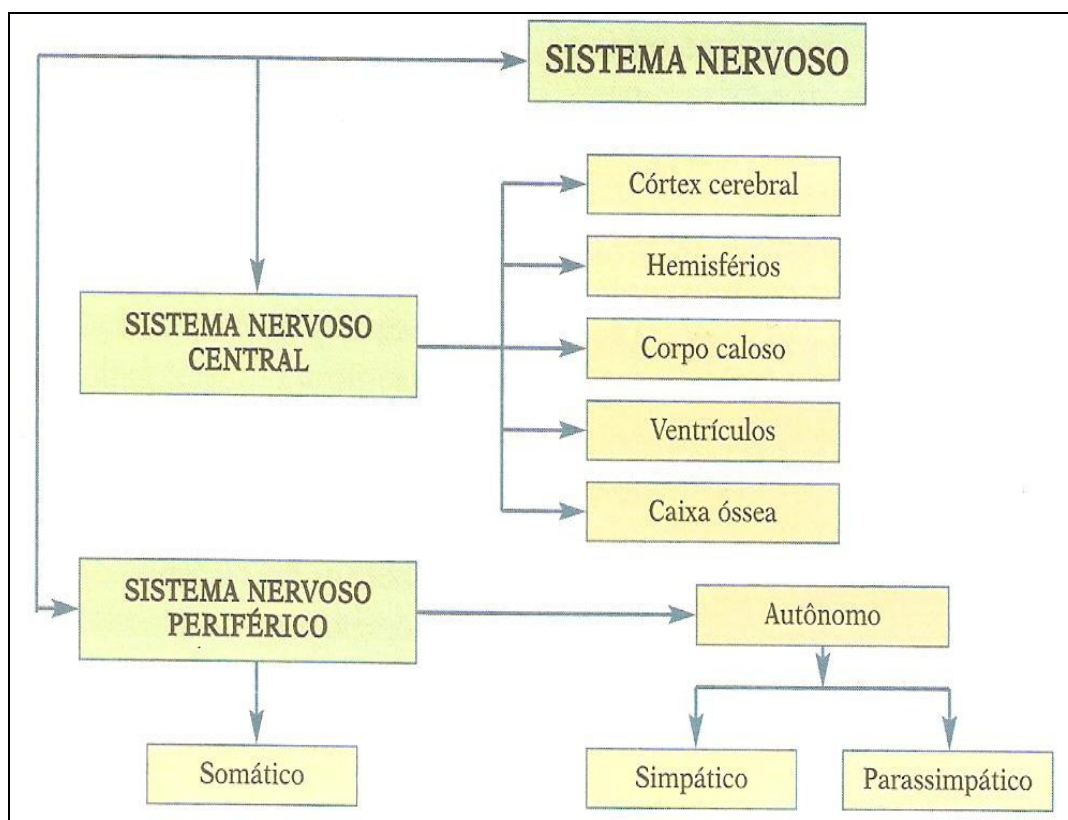 SISTEMA NERVOSO
Córtex cerebral
Hemisférios
SISTEMA NERVOSO
CENTRAL
Corpo caloso
Ventrículos
Caixa óssea
SISTEMA NERVOSO
PERIFÉRICO
Autônomo
Somático
Simpático
Parassimpático